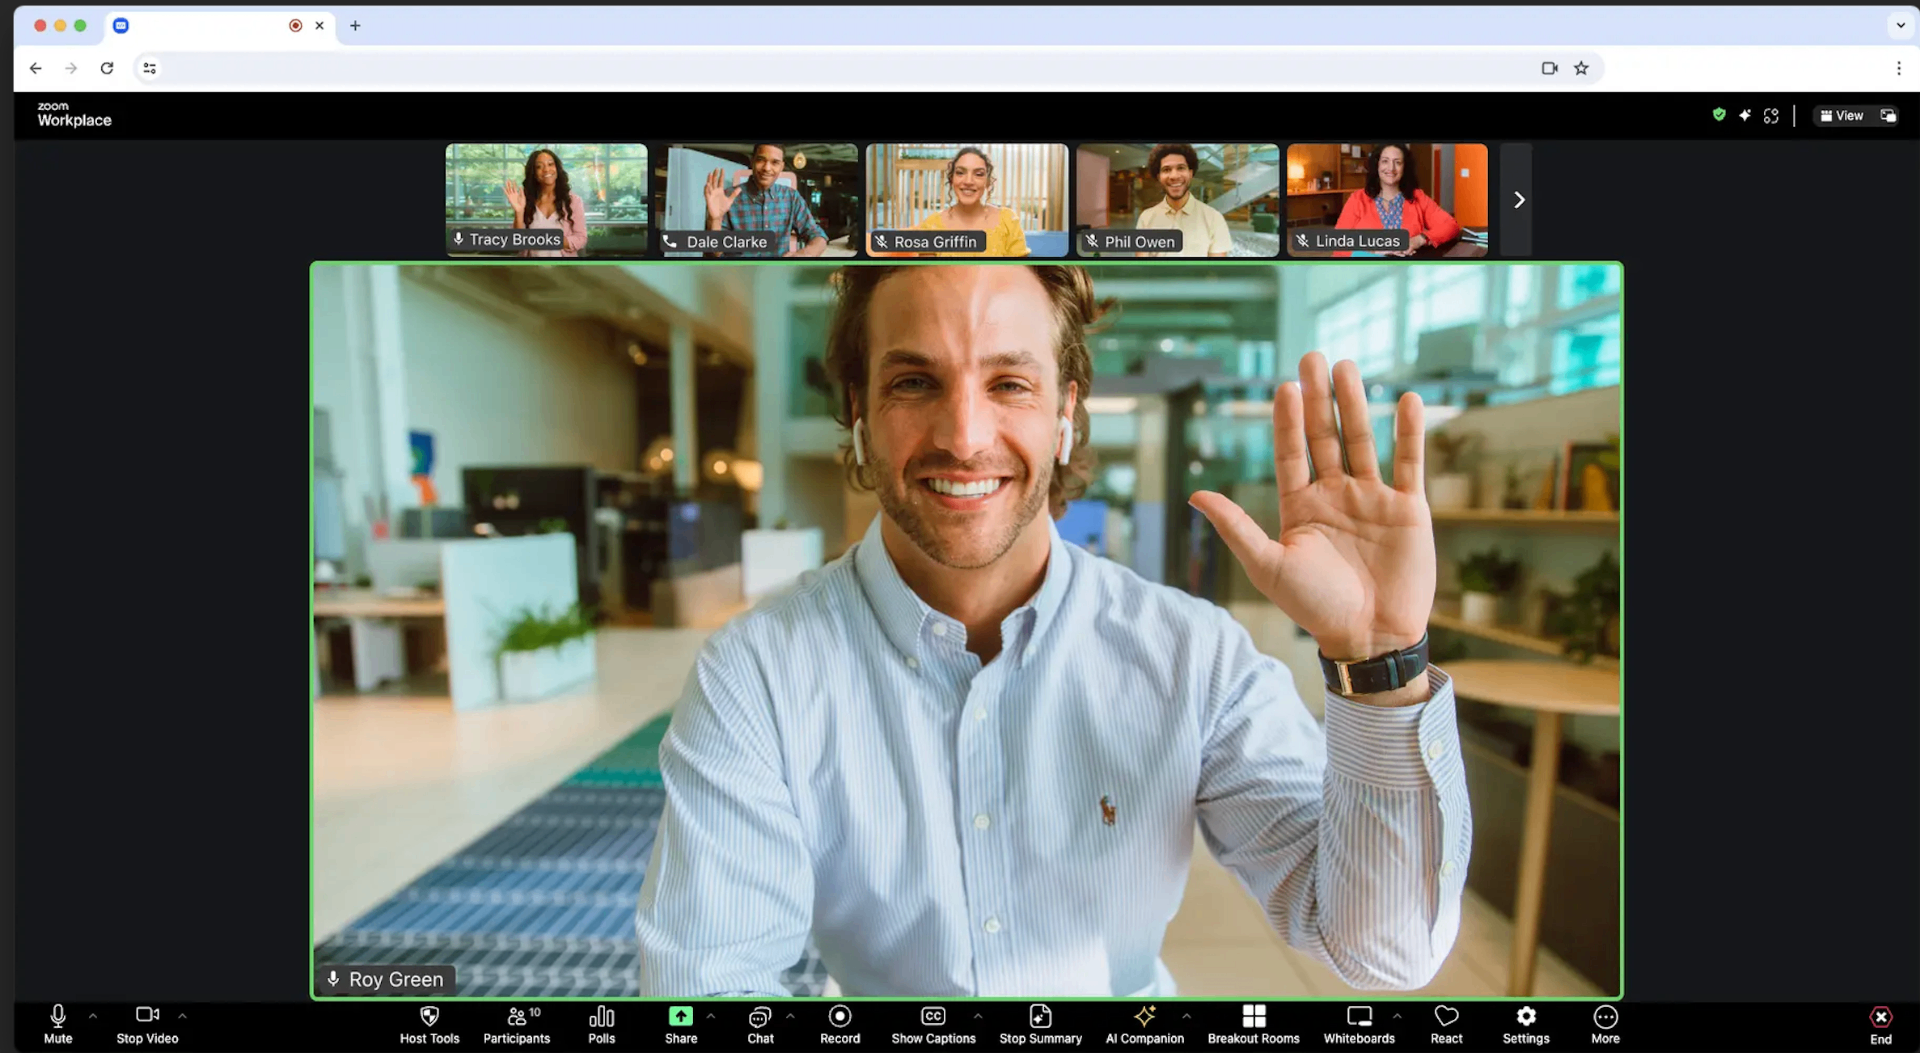 zoom
Workplace
View
Tracy Brooks
Dale Clarke
Rosa Griffin
Phil Owen
Linda Lucas
Roy Green
Mute
Stop Video
Host Tools
10
Participants
Polls
Share
Chat
Record
CC
Show Captions
Stop Summary
AI Companion
Breakout Rooms
Whiteboards
React
Settings
More
End